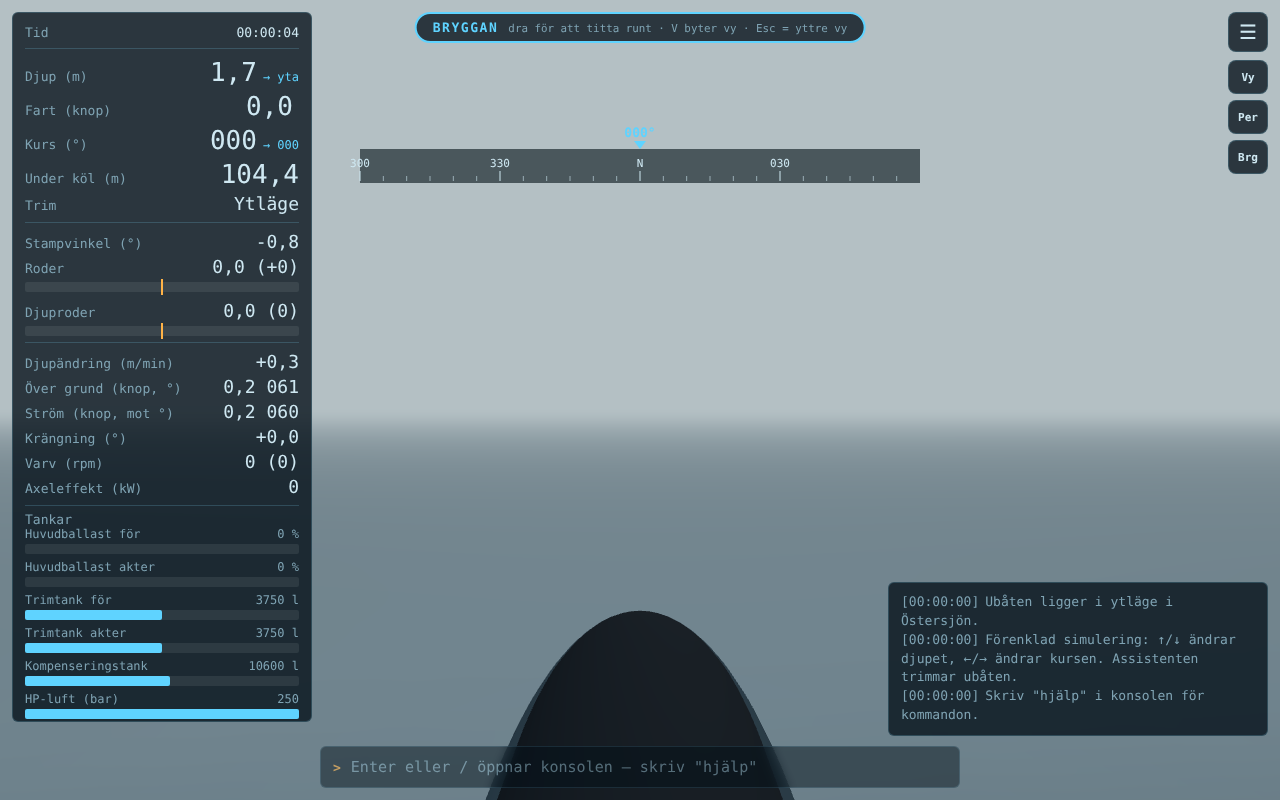 Tid 00:00:04
Djup (m) 1,7 → yta
Fart (knop) 0,0
Kurs (°) 000 → 000
Under köl (m) 104,4
Trim Ytläge
Stampvinkel (°) -0,8
Roder 0,0 (+0)
Djuproder 0,0 (0)
Djupändring (m/min) +0,3
Över grund (knop, °) 0,2 061
Ström (knop, mot °) 0,2 060
Krängning (°) +0,0
Varv (rpm) 0 (0)
Axeleffekt (kW) 0
Tankar
Huvudballast för 0 %
Huvudballast akter 0 %
Trimtank för 3750 l
Trimtank akter 3750 l
Kompenseringstank 10600 l
HP-luft (bar) 250
BRYGGAN dra för att titta runt · V byter vy · Esc = yttre vy
000°
300 330 N 030
☰
Vy
Per
Brg
[00:00:00] Ubåten ligger i ytläge i
Östersjön.
[00:00:00] Förenklad simulering: ↑/↓ ändrar
djupet, ←/→ ändrar kursen. Assistenten
trimmar ubåten.
[00:00:00] Skriv "hjälp" i konsolen för
kommandon.
> Enter eller / öppnar konsolen — skriv "hjälp"